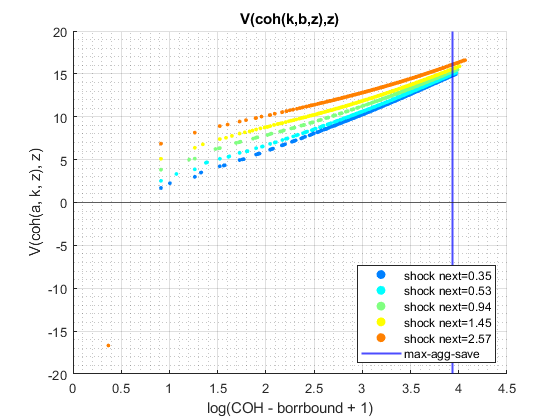 V(coh(k,b,z),z)
20
15
10
5
0
-5
-10
-15
-20
V(coh(a, k, z), z)
shock next=0.35
shock next=0.53
shock next=0.94
shock next=1.45
shock next=2.57
max-agg-save
0 0.5 1 1.5 2 2.5 3 3.5 4 4.5
log(COH - borrbound + 1)